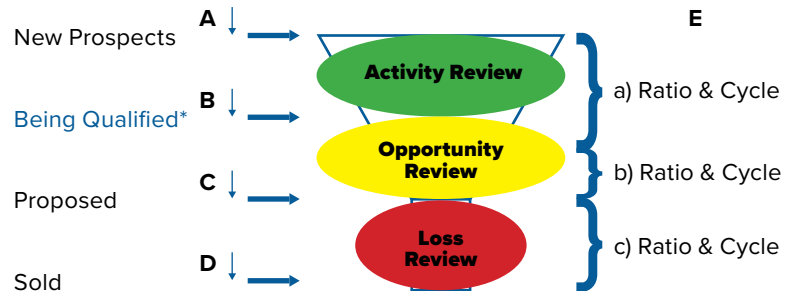 A
E
New Prospects
Activity Review
a) Ratio & Cycle
B
Being Qualified*
Opportunity
Review
b) Ratio & Cycle
C
Proposed
Loss
Review
c) Ratio & Cycle
D
Sold